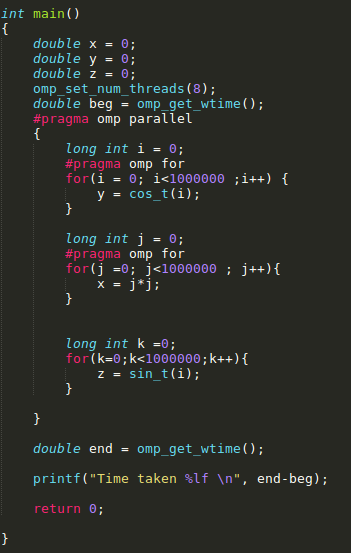 int main()
{
    double x = 0;
    double y = 0;
    double z = 0;
    omp_set_num_threads(8);
    double beg = omp_get_wtime();
    #pragma omp parallel
    {
        long int i = 0;
        #pragma omp for
        for(i = 0; i<1000000 ;i++) {
            y = cos_t(i);
        }
        long int j = 0;
        #pragma omp for
        for(j =0; j<1000000 ; j++){
            x = j*j;
        }
        long int k =0;
        for(k=0;k<1000000;k++){
            z = sin_t(i);
        }
    }
    double end = omp_get_wtime();
    printf("Time taken %lf \n", end-beg);
    return 0;
}